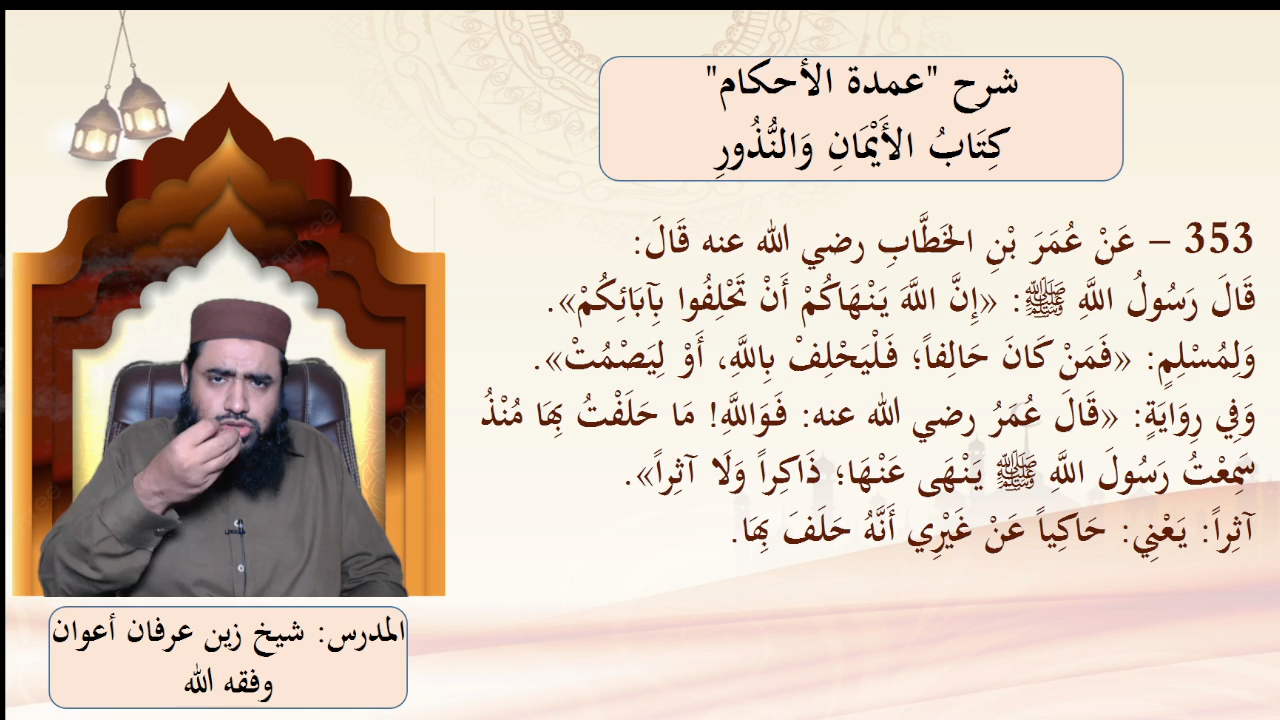 شرح "عمدة الأحكام"
كِتَابُ الأَيْمَانِ وَالنُّذُورِ
353 – عَنْ عُمَرَ بْنِ الخَطَّابِ رضي الله عنه قَالَ:
قَالَ رَسُولُ اللَّهِ ﷺ: «إِنَّ اللَّهَ يَنْهَاكُمْ أَنْ تَحْلِفُوا بِآبَائِكُمْ».
وَلِمُسْلِمٍ: «فَمَنْ كَانَ حَالِفاً؛ فَلْيَحْلِفْ بِاللَّهِ، أَوْ لِيَصْمُتْ».
وَفِي رِوَايَةٍ: «قَالَ عُمَرُ رضي الله عنه: فَوَاللَّهِ! مَا حَلَفْتُ بِهَا مُنْذُ
سَمِعْتُ رَسُولَ اللَّهِ ﷺ يَنْهَى عَنْهَا؛ ذَاكِراً وَلَا آثِراً».
آثِراً: يَعْنِي: حَاكِياً عَنْ غَيْرِي أَنَّهُ حَلَفَ بِهَا.
المدرس: شيخ زين عرفان أعوان
وفقه الله